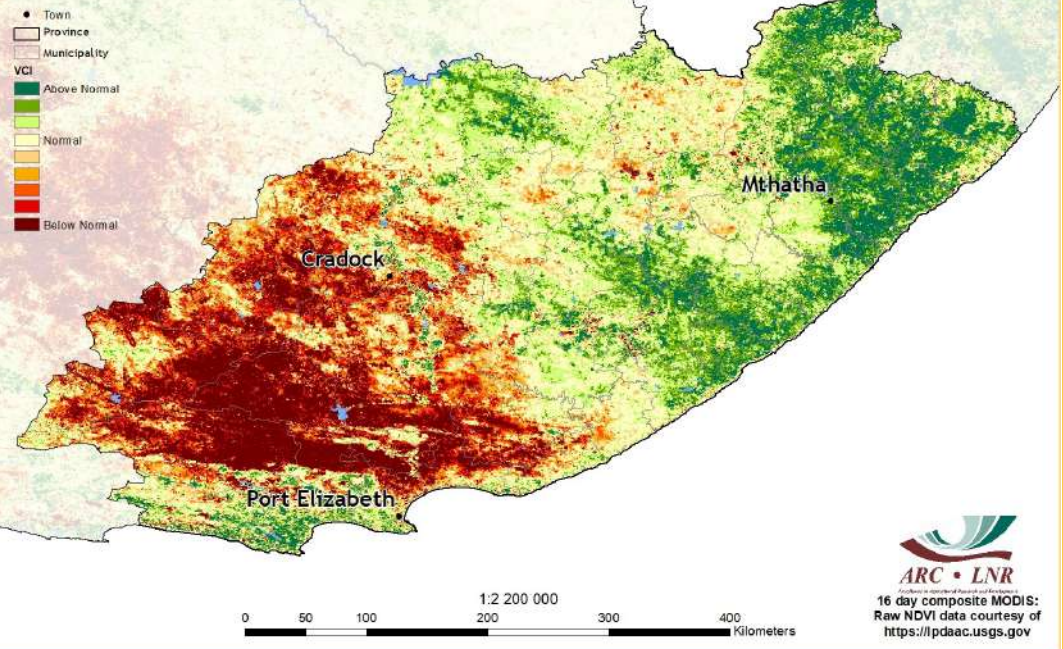 Town
Province
Municipality
VCI
Above Normal
Normal
Below Normal
Mthatha
Cradock
Port Elizabeth
1:2 200 000
0 50 100 200 300 400
Kilometers
ARC • LNR
16 day composite MODIS:
Raw NDVI data courtesy of
https://lpdaac.usgs.gov